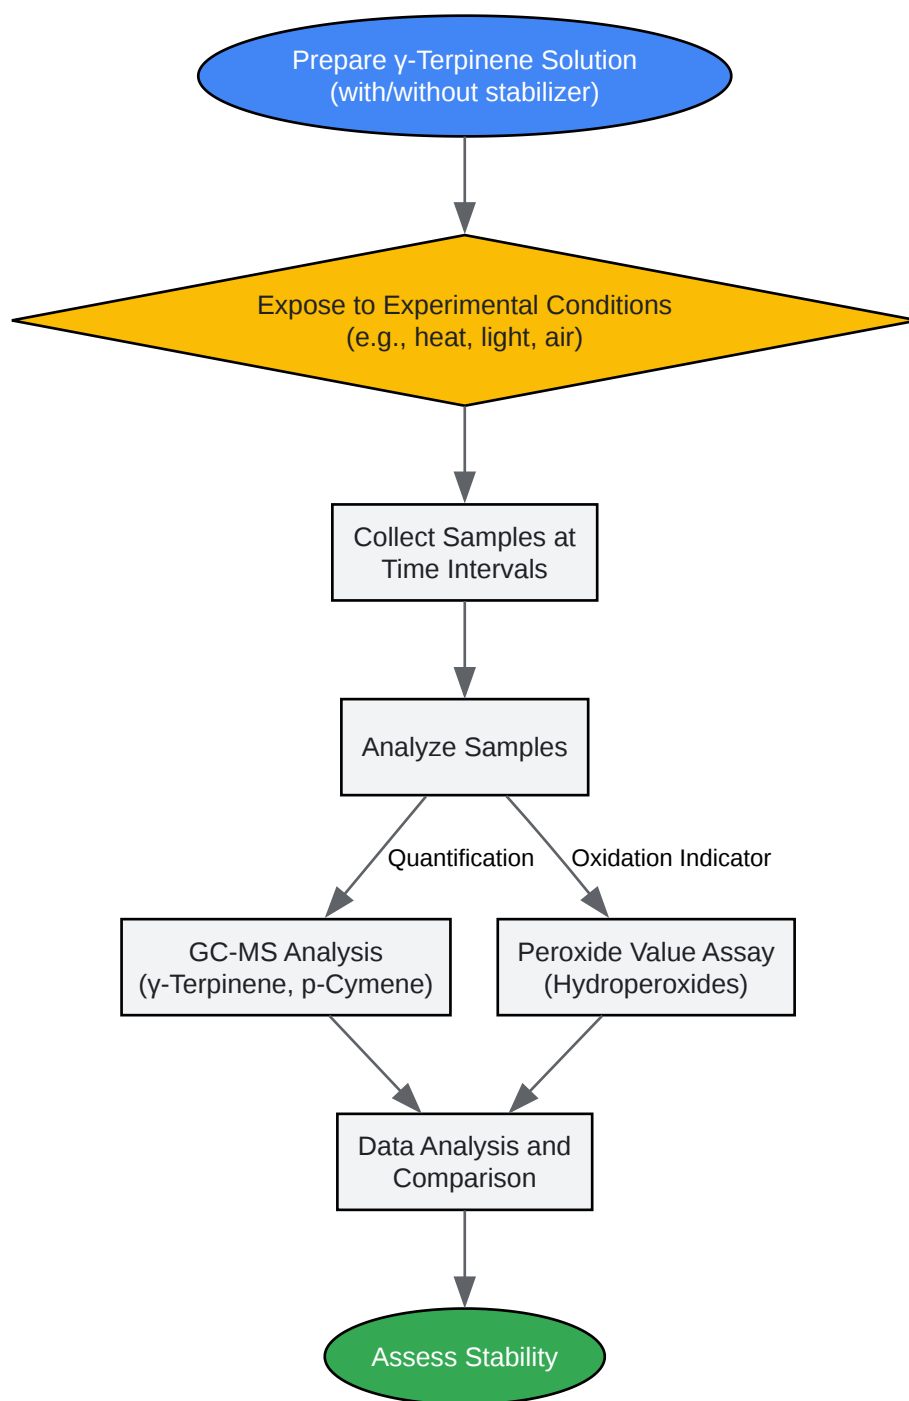 Prepare γ-Terpinene Solution
(with/without stabilizer)
Expose to Experimental Conditions
(e.g., heat, light, air)
Collect Samples at
Time Intervals
Analyze Samples
Quantification
Oxidation Indicator
GC-MS Analysis
(γ-Terpinene, p-Cymene)
Peroxide Value Assay
(Hydroperoxides)
Data Analysis and
Comparison
Assess Stability